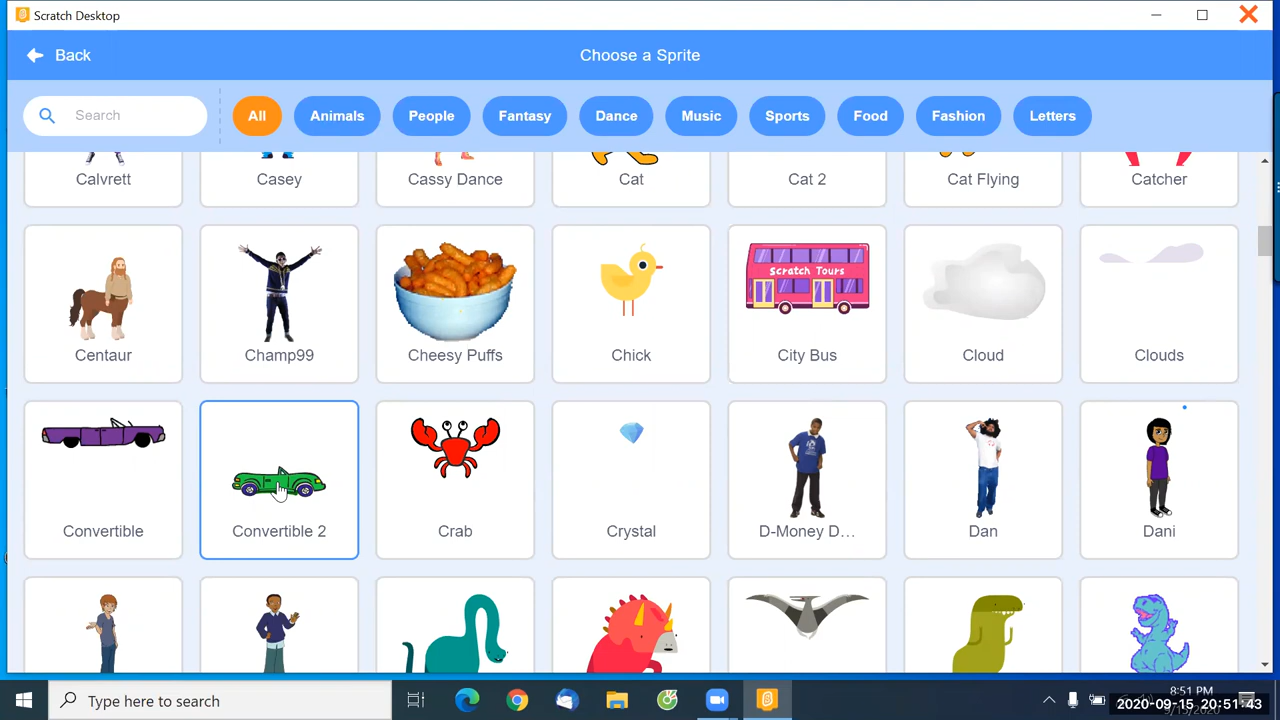 Scratch Desktop
Back
Choose a Sprite
Search
All
Animals
People
Fantasy
Dance
Music
Sports
Food
Fashion
Letters
Calvrett
Casey
Cassy Dance
Cat
Cat 2
Cat Flying
Catcher
Scratch Tours
Centaur
Champ99
Cheesy Puffs
Chick
City Bus
Cloud
Clouds
Convertible
Convertible 2
Crab
Crystal
D-Money D…
Dan
Dani
Type here to search
8:51 PM
2020-09-15 20:51:43